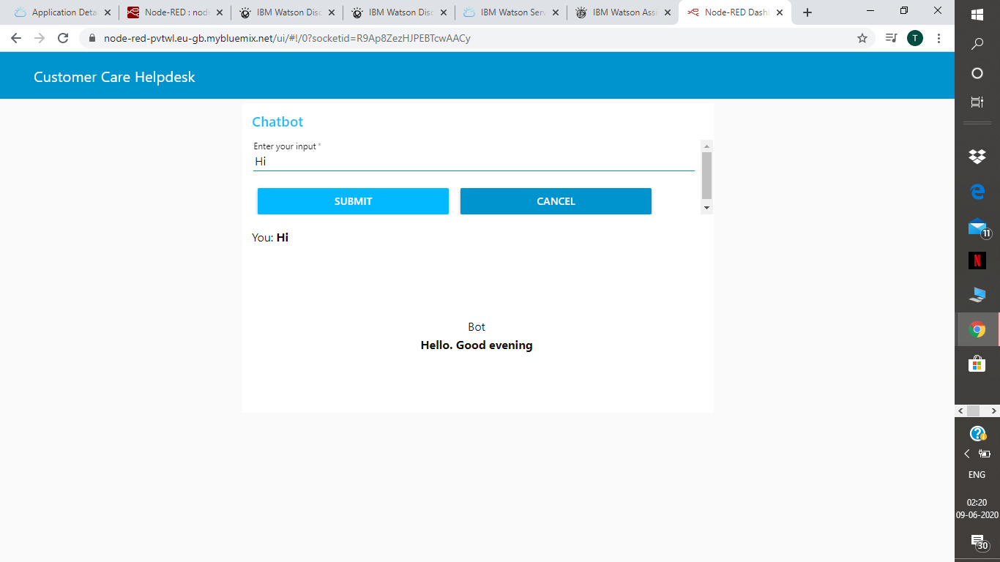 Application Deta
Node-RED : node
IBM Watson Disc
IBM Watson Disc
IBM Watson Serv
IBM Watson Assi
Node-RED Dashb
node-red-pvtwl.eu-gb.mybluemix.net/ui/#!/0?socketid=R9Ap8ZezHJPEBTcwAACy
T
Customer Care Helpdesk
Chatbot
Enter your input *
Hi
SUBMIT
CANCEL
You: Hi
Bot
Hello. Good evening
11
N
ENG
02:20
09-06-2020
30